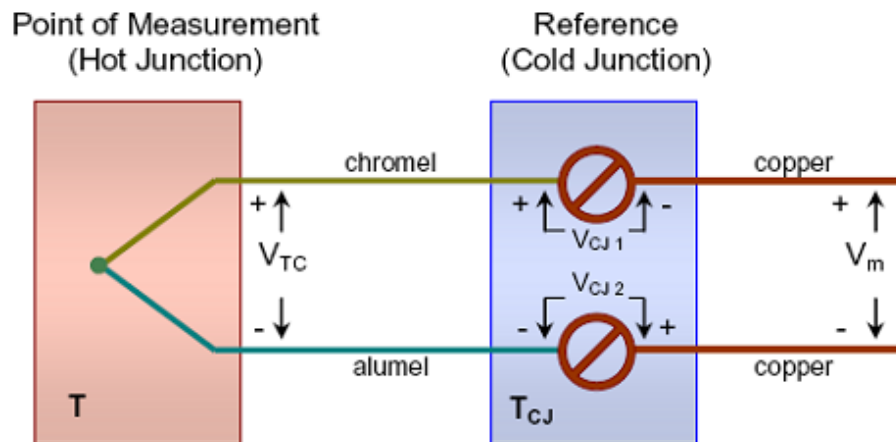 Point of Measurement
(Hot Junction)
Reference
(Cold Junction)
chromel
copper
+
+
-
+
V_TC
V_CJ 1
V_m
V_CJ 2
-
-
+
-
alumel
copper
T
T_CJ